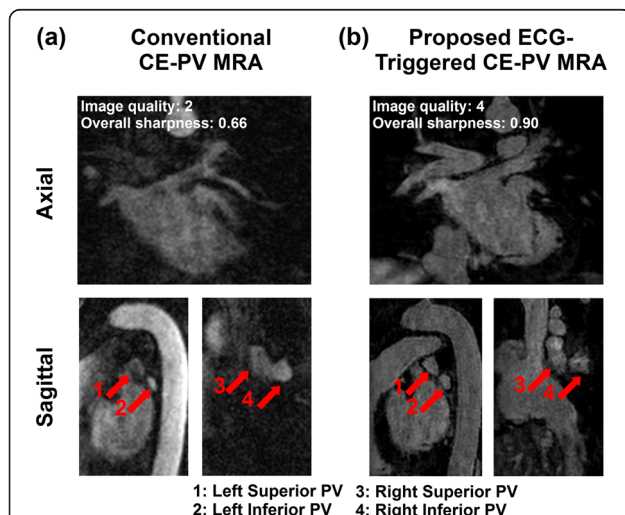 (a) Conventional CE-PV MRA
(b) Proposed ECG-Triggered CE-PV MRA
Axial
Image quality: 2
Overall sharpness: 0.66
Image quality: 4
Overall sharpness: 0.90
Sagittal
1
2
3
4
1
2
3
4
1: Left Superior PV 3: Right Superior PV
2: Left Inferior PV 4: Right Inferior PV